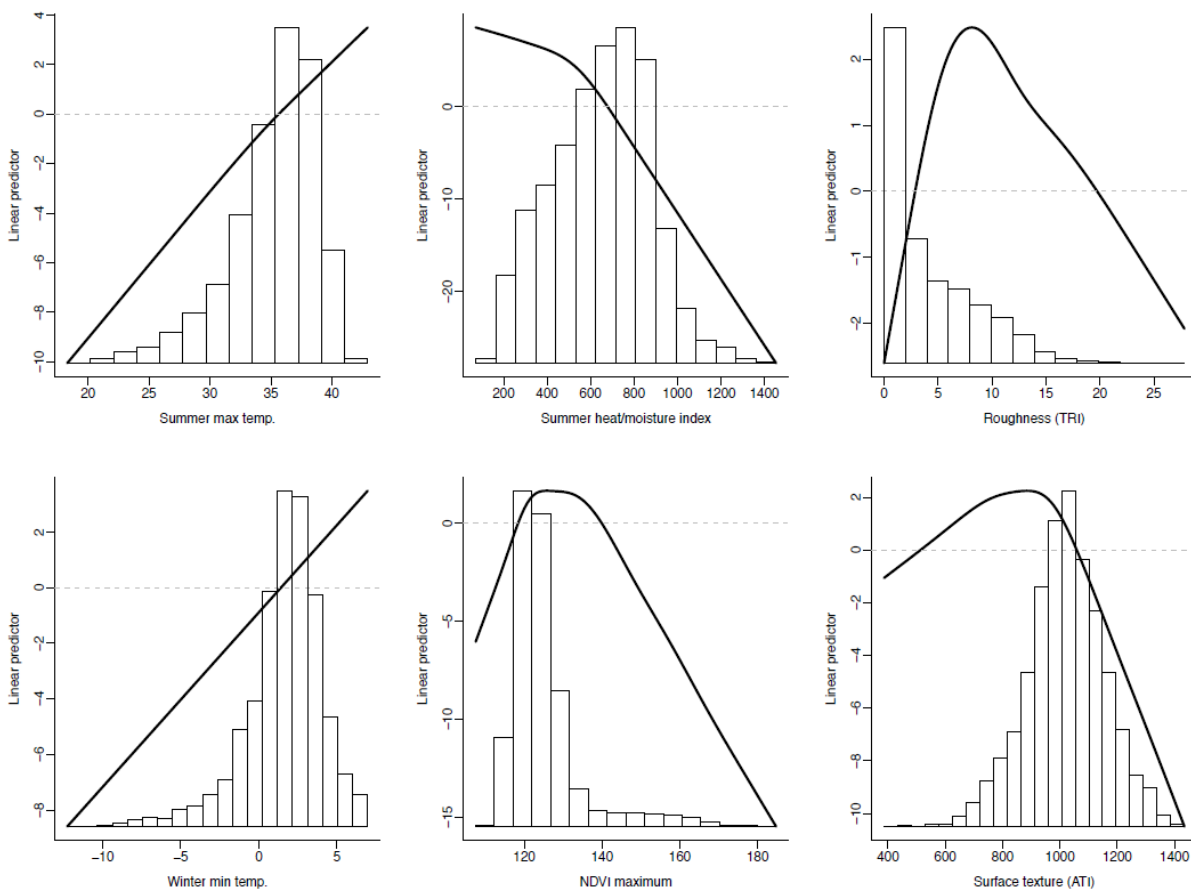 4
2
0
−2
−4
−6
−8
−10
Linear predictor
20 25 30 35 40
Summer max temp.
0
−10
−20
Linear predictor
200 400 600 800 1000 1400
Summer heat/moisture index
2
1
0
−1
−2
Linear predictor
0 5 10 15 20 25
Roughness (TRI)
2
0
−2
−4
−6
−8
Linear predictor
−10 −5 0 5
Winter min temp.
0
−5
−10
−15
Linear predictor
120 140 160 180
NDVI maximum
2
0
−2
−4
−6
−8
−10
Linear predictor
400 600 800 1000 1200 1400
Surface texture (ATI)